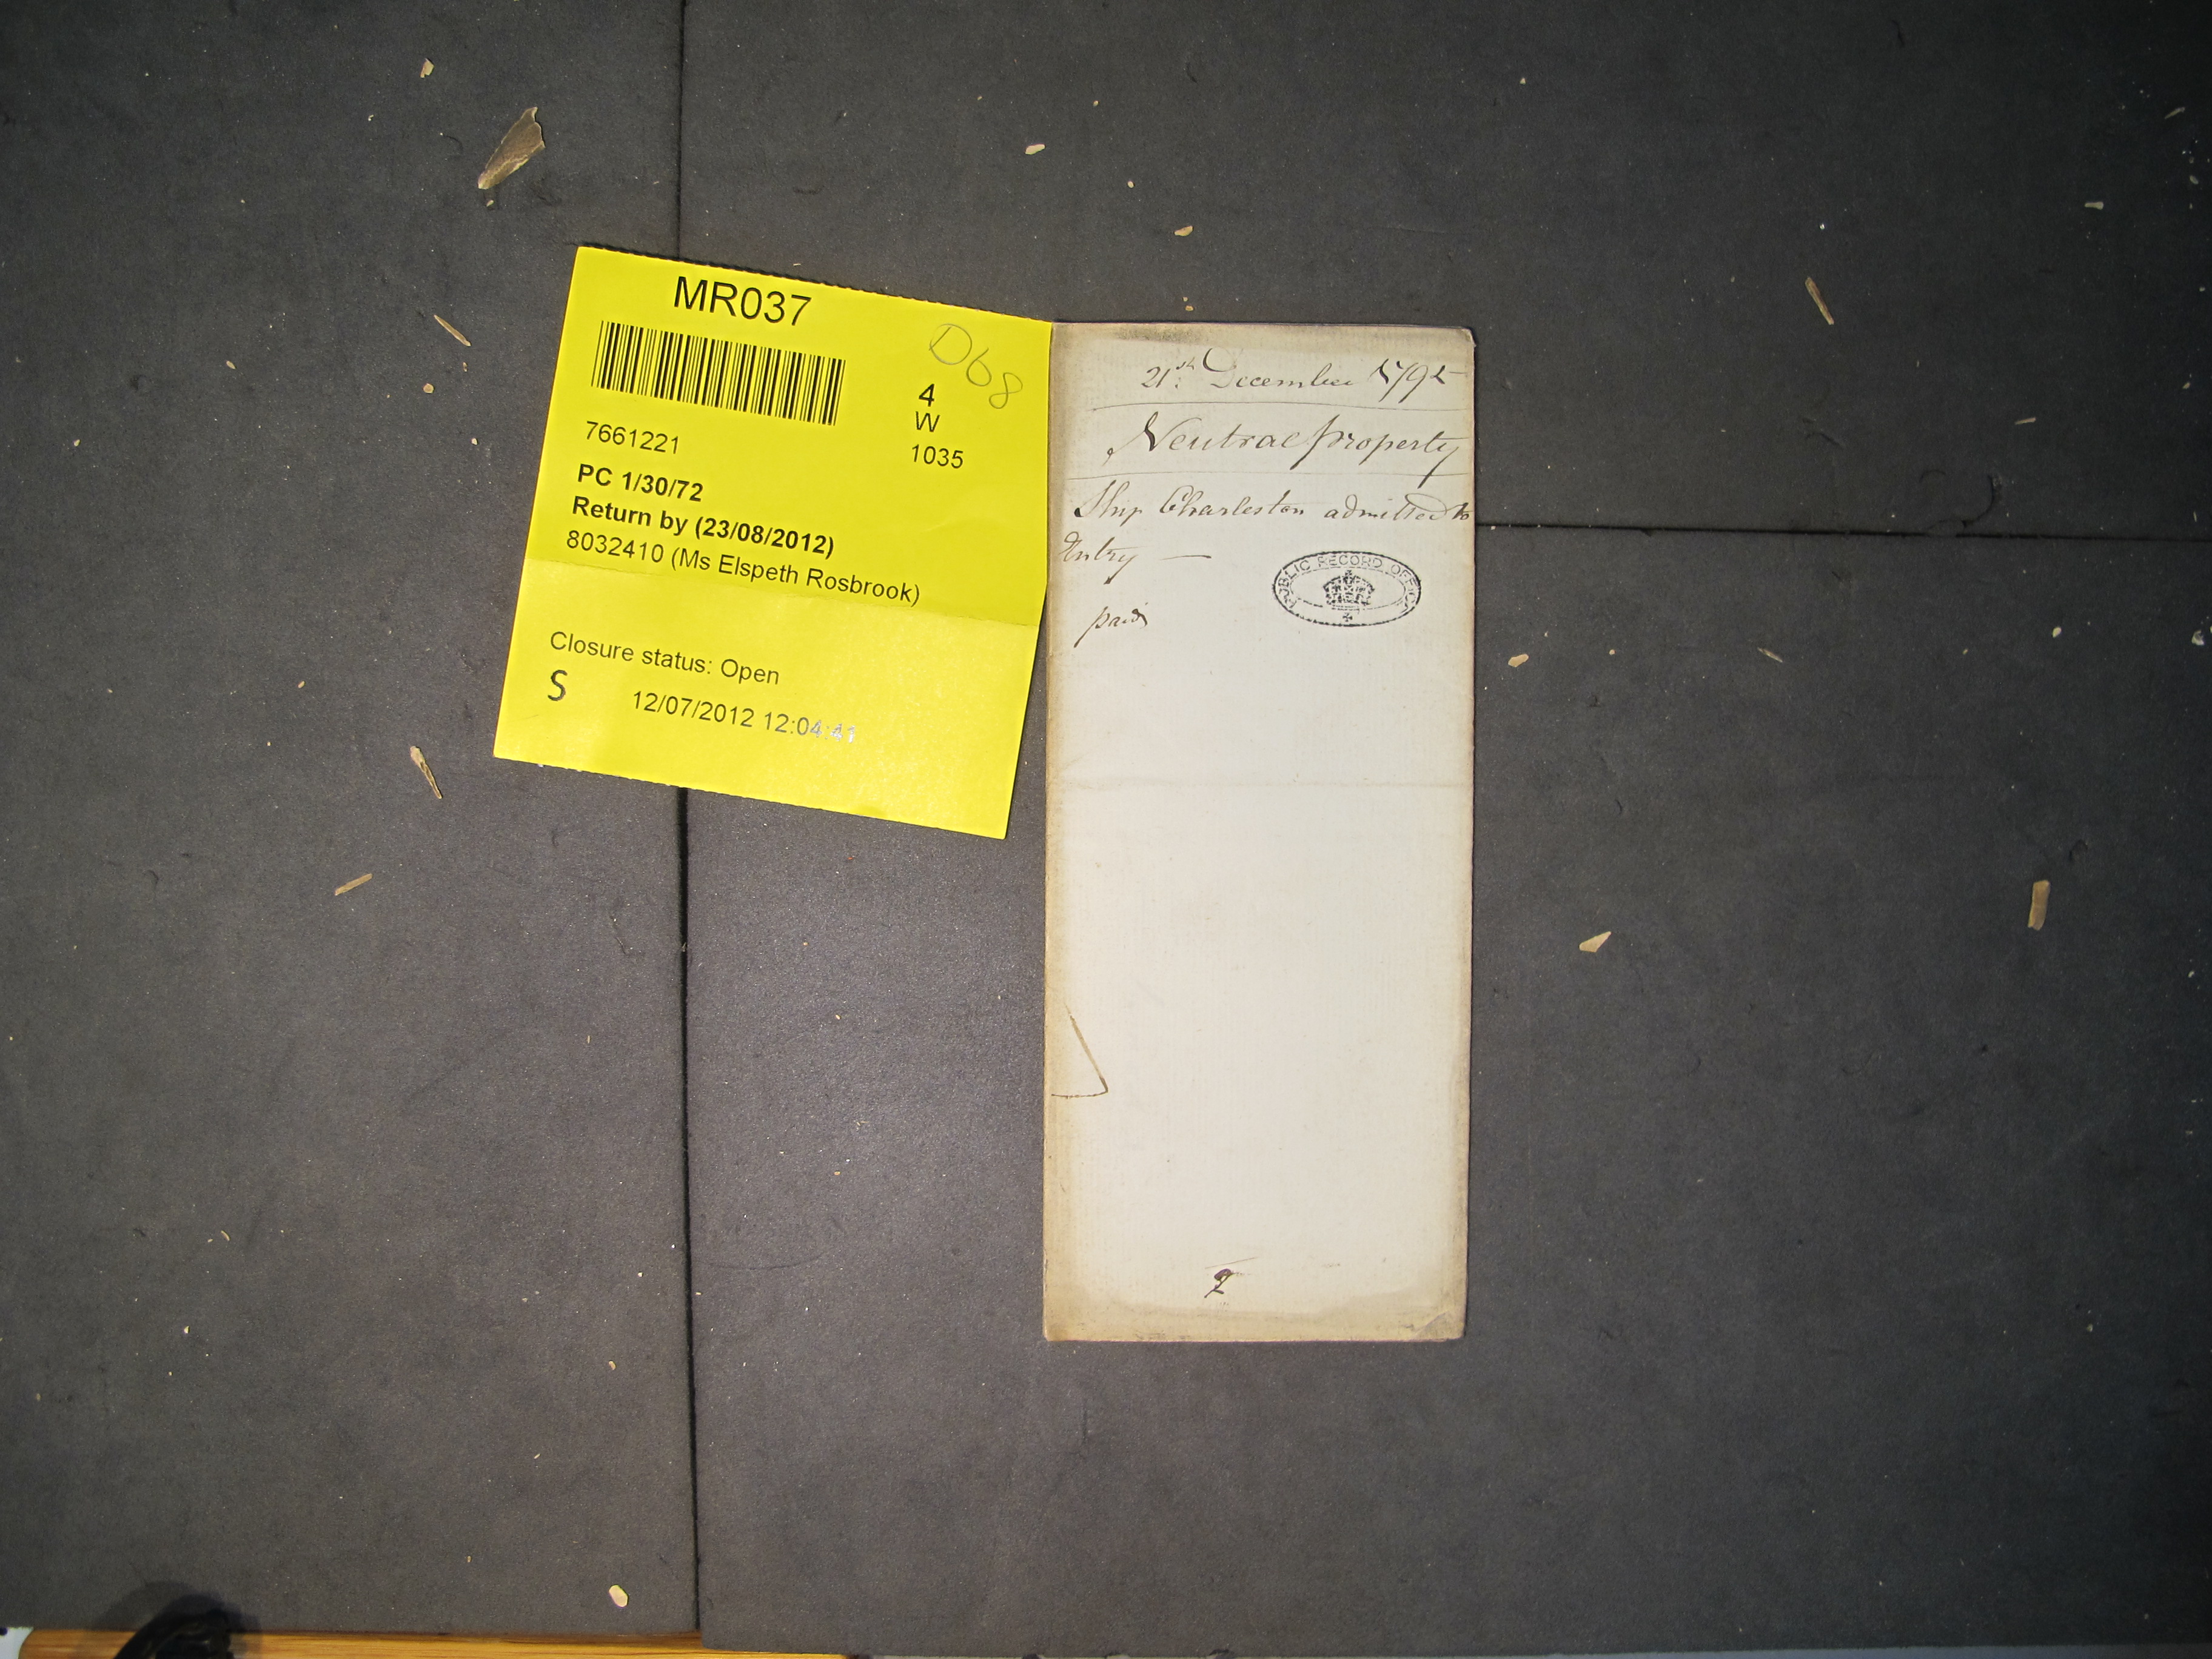 MR037
D68
4
W
1035
7661221
PC 1/30/72
Return by (23/08/2012)
8032410 (Ms Elspeth Rosbrook)
Closure status: Open
S
12/07/2012 12:04:41
21st December 1795
Neutral property
Ship Charleston admitted to
Entry —
paid
PUBLIC RECORD OFFICE